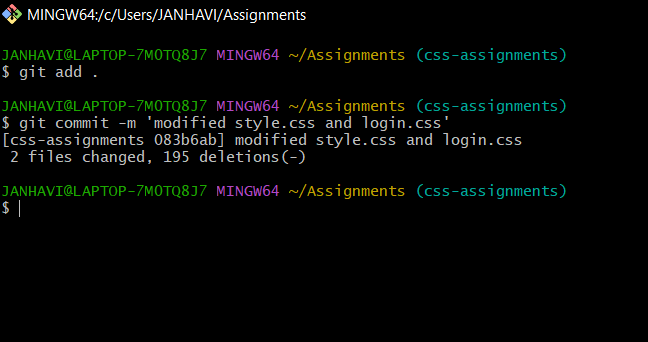 MINGW64:/c/Users/JANHAVI/Assignments
JANHAVI@LAPTOP-7M0TQ8J7 MINGW64 ~/Assignments (css-assignments)
$ git add .
JANHAVI@LAPTOP-7M0TQ8J7 MINGW64 ~/Assignments (css-assignments)
$ git commit -m 'modified style.css and login.css'
[css-assignments 083b6ab] modified style.css and login.css
 2 files changed, 195 deletions(-)
JANHAVI@LAPTOP-7M0TQ8J7 MINGW64 ~/Assignments (css-assignments)
$